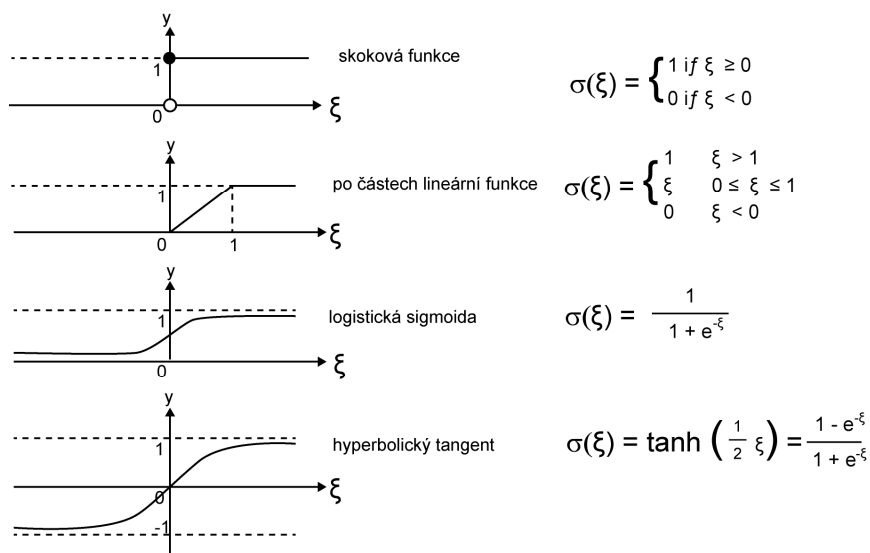 y
1
0
ξ
skoková funkce
σ(ξ) = { 1 if ξ ≥ 0
0 if ξ < 0
y
1
0
1
ξ
po částech lineární funkce
σ(ξ) = { 1 ξ > 1
ξ 0 ≤ ξ ≤ 1
0 ξ < 0
y
1
0
ξ
logistická sigmoida
σ(ξ) = 1
1 + e^-ξ
y
1
0
-1
ξ
hyperbolický tangent
σ(ξ) = tanh ( 1/2 ξ ) = 1 - e^-ξ
1 + e^-ξ